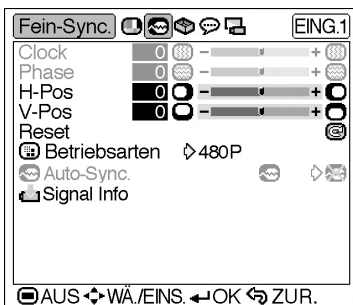 Fein-Sync. EING.1
Clock 0 - +
Phase 0 - +
H-Pos 0 - +
V-Pos 0 - +
Reset
Betriebsarten 480P
Auto-Sync.
Signal Info
AUS WÄ./EINS. OK ZUR.